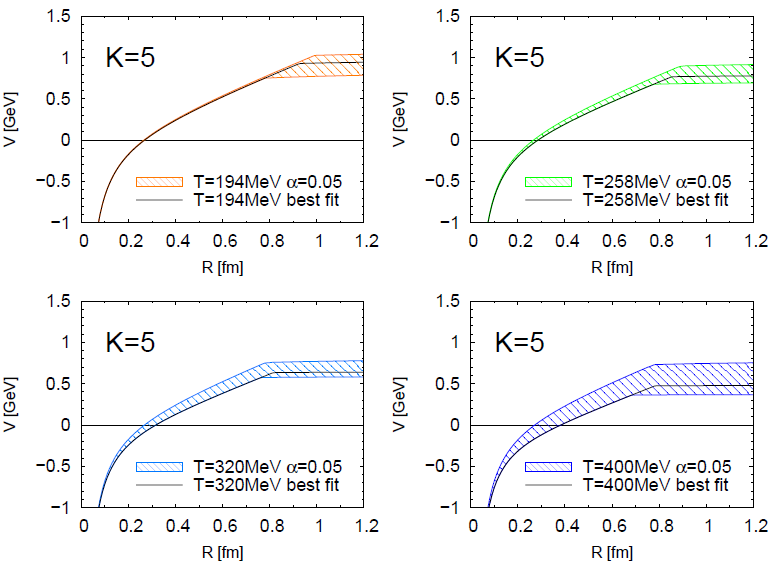 1.5
1
0.5
0
−0.5
−1
V [GeV]
K=5
T=194MeV α=0.05
T=194MeV best fit
0 0.2 0.4 0.6 0.8 1 1.2
R [fm]
1.5
1
0.5
0
−0.5
−1
V [GeV]
K=5
T=258MeV α=0.05
T=258MeV best fit
0 0.2 0.4 0.6 0.8 1 1.2
R [fm]
1.5
1
0.5
0
−0.5
−1
V [GeV]
K=5
T=320MeV α=0.05
T=320MeV best fit
0 0.2 0.4 0.6 0.8 1 1.2
R [fm]
1.5
1
0.5
0
−0.5
−1
V [GeV]
K=5
T=400MeV α=0.05
T=400MeV best fit
0 0.2 0.4 0.6 0.8 1 1.2
R [fm]